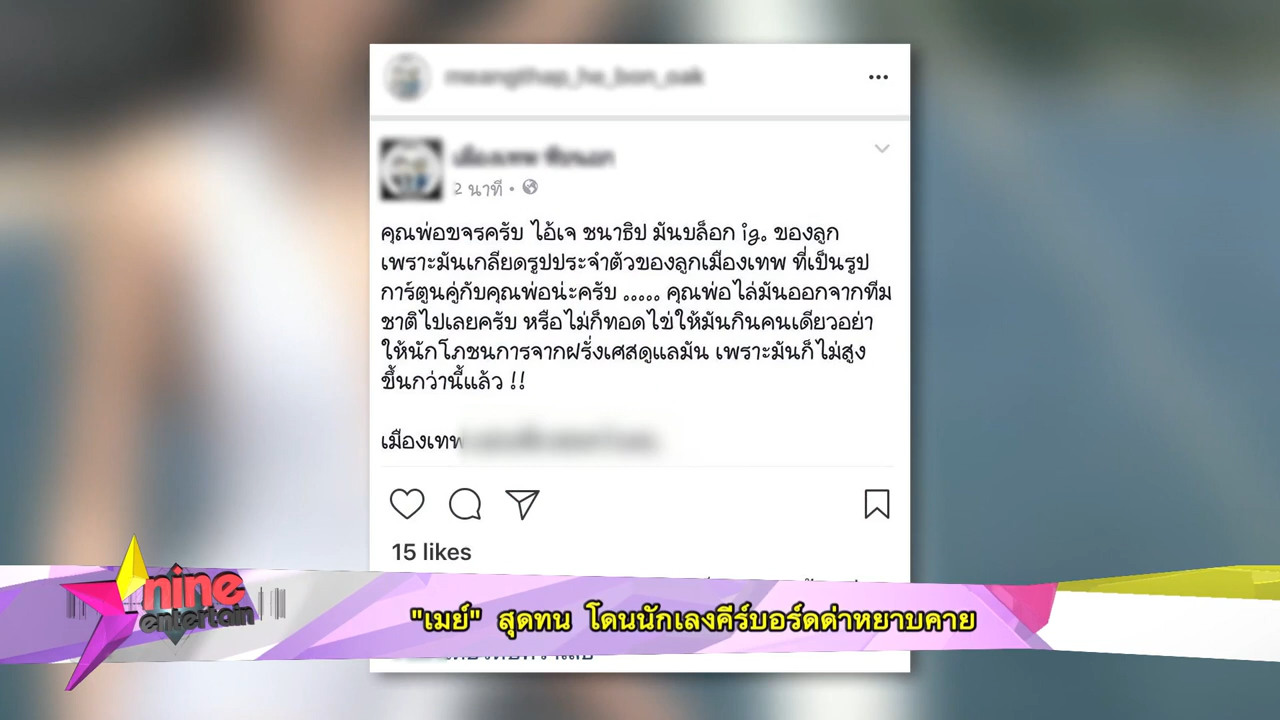 2 นาที
คุณพ่อขจรครับ ไอ้เจ ชนาธิป มันบล็อก ig. ของลูก
เพราะมันเกลียดรูปประจำตัวของลูกเมืองเทพ ที่เป็นรูป
การ์ตูนคู่กับคุณพ่อน่ะครับ ..... คุณพ่อไล่มันออกจากทีม
ชาติไปเลยครับ หรือไม่ก็ทอดไข่ให้มันกินคนเดียวอย่า
ให้นักโภชนการจากฝรั่งเศสดูแลมัน เพราะมันก็ไม่สูง
ขึ้นกว่านี้แล้ว !!
เมืองเทพ
15 likes
nine
entertain
"เมย์" สุดทน โดนนักเลงคีร์บอร์ดด่าหยาบคาย